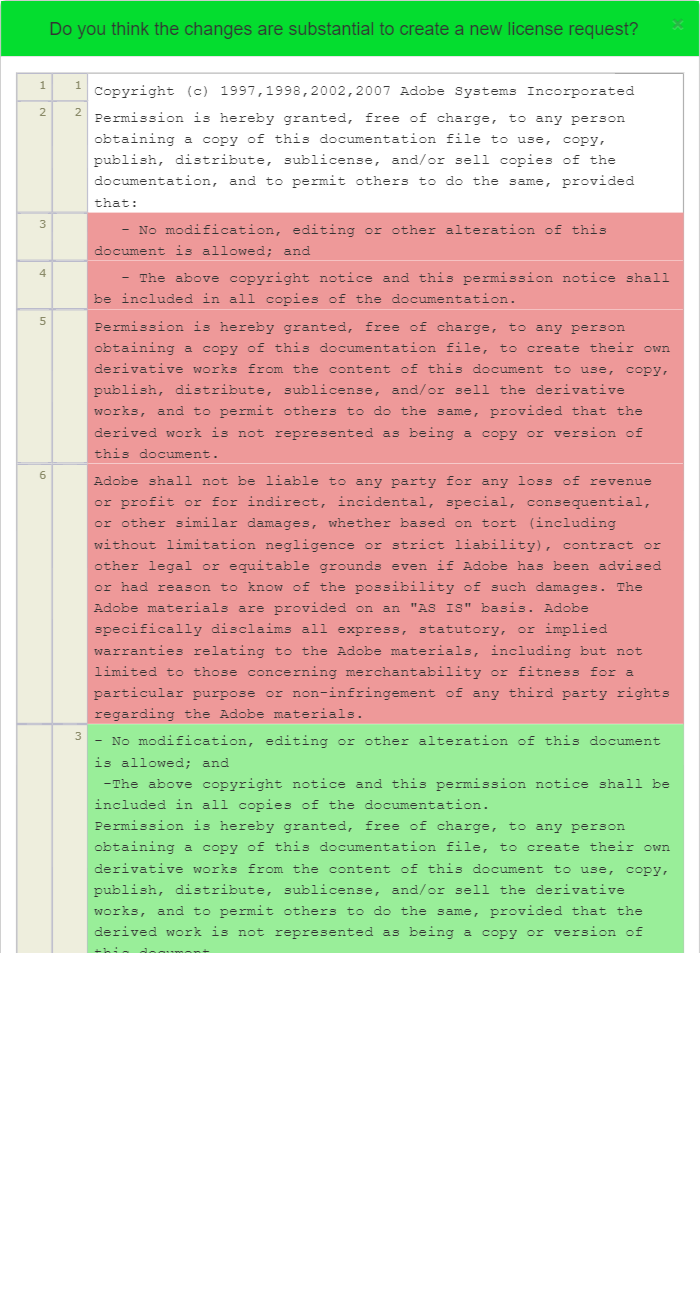 Do you think the changes are substantial to create a new license request? ×
1 1 Copyright (c) 1997,1998,2002,2007 Adobe Systems Incorporated
2 2 Permission is hereby granted, free of charge, to any person
obtaining a copy of this documentation file to use, copy,
publish, distribute, sublicense, and/or sell copies of the
documentation, and to permit others to do the same, provided
that:
3 - No modification, editing or other alteration of this
document is allowed; and
4 - The above copyright notice and this permission notice shall
be included in all copies of the documentation.
5 Permission is hereby granted, free of charge, to any person
obtaining a copy of this documentation file, to create their own
derivative works from the content of this document to use, copy,
publish, distribute, sublicense, and/or sell the derivative
works, and to permit others to do the same, provided that the
derived work is not represented as being a copy or version of
this document.
6 Adobe shall not be liable to any party for any loss of revenue
or profit or for indirect, incidental, special, consequential,
or other similar damages, whether based on tort (including
without limitation negligence or strict liability), contract or
other legal or equitable grounds even if Adobe has been advised
or had reason to know of the possibility of such damages. The
Adobe materials are provided on an "AS IS" basis. Adobe
specifically disclaims all express, statutory, or implied
warranties relating to the Adobe materials, including but not
limited to those concerning merchantability or fitness for a
particular purpose or non-infringement of any third party rights
regarding the Adobe materials.
3 - No modification, editing or other alteration of this document
is allowed; and
-The above copyright notice and this permission notice shall be
included in all copies of the documentation.
Permission is hereby granted, free of charge, to any person
obtaining a copy of this documentation file, to create their own
derivative works from the content of this document to use, copy,
publish, distribute, sublicense, and/or sell the derivative
works, and to permit others to do the same, provided that the
derived work is not represented as being a copy or version of
this document